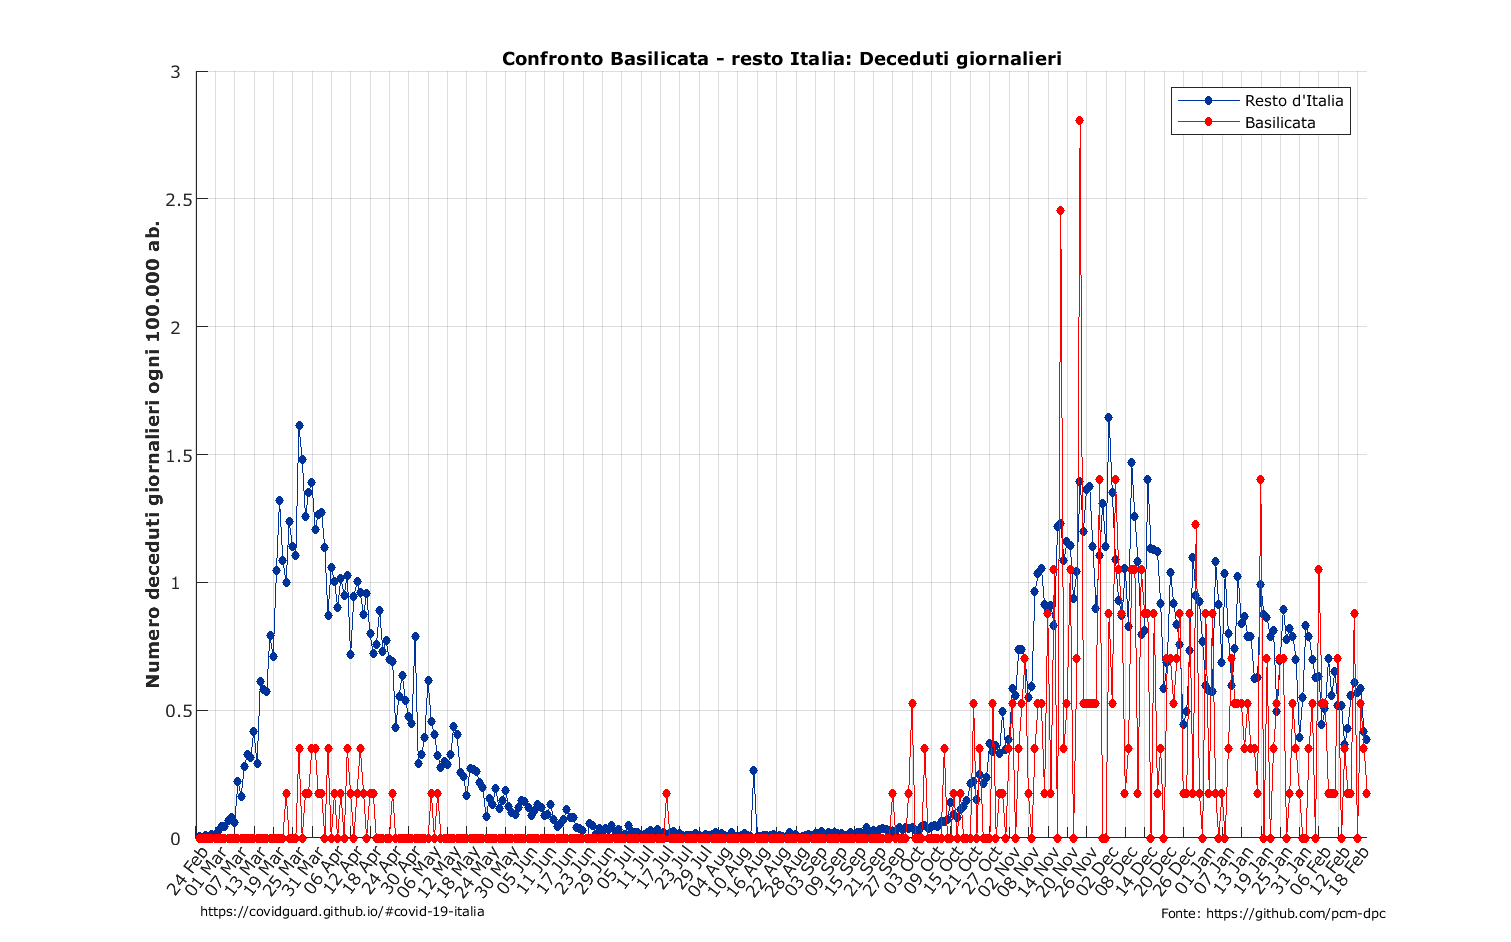 Confronto Basilicata - resto Italia: Deceduti giornalieri
Resto d'Italia
Basilicata
Numero deceduti giornalieri ogni 100.000 ab.
3
2.5
2
1.5
1
0.5
0
24 Feb
01 Mar
07 Mar
13 Mar
19 Mar
25 Mar
31 Mar
06 Apr
12 Apr
18 Apr
24 Apr
30 Apr
06 May
12 May
18 May
24 May
30 May
05 Jun
11 Jun
17 Jun
23 Jun
29 Jun
05 Jul
11 Jul
17 Jul
23 Jul
29 Jul
04 Aug
10 Aug
16 Aug
22 Aug
28 Aug
03 Sep
09 Sep
15 Sep
21 Sep
27 Sep
03 Oct
09 Oct
15 Oct
21 Oct
27 Oct
02 Nov
08 Nov
14 Nov
20 Nov
26 Nov
02 Dec
08 Dec
14 Dec
20 Dec
26 Dec
01 Jan
07 Jan
13 Jan
19 Jan
25 Jan
31 Jan
06 Feb
12 Feb
18 Feb
https://covidguard.github.io/#covid-19-italia
Fonte: https://github.com/pcm-dpc